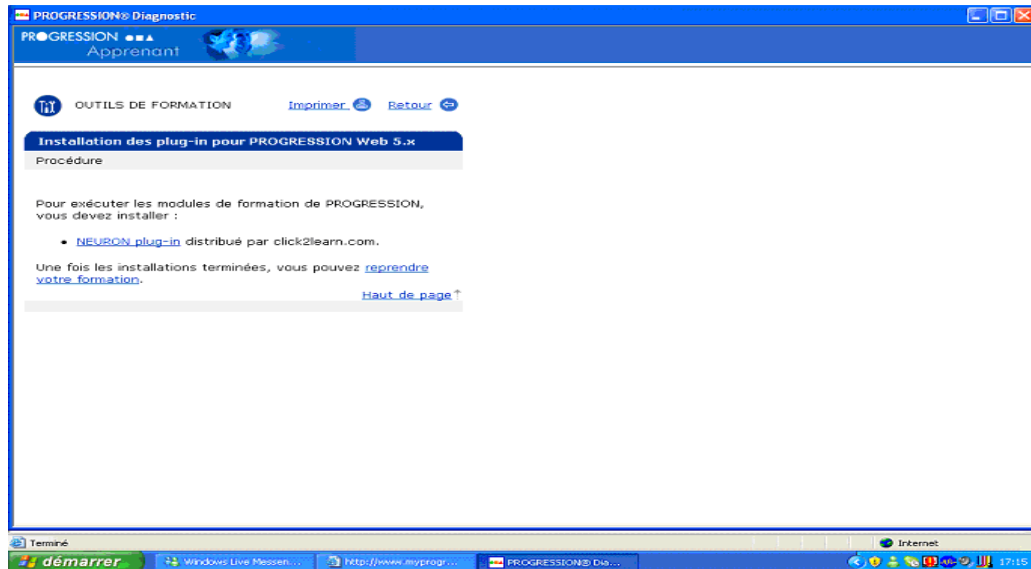 PROGRESSION® Diagnostic
PROGRESSION
Apprenant
OUTILS DE FORMATION Imprimer Retour
Installation des plug-in pour PROGRESSION Web 5.x
Procédure
Pour exécuter les modules de formation de PROGRESSION,
vous devez installer :
• NEURON plug-in distribué par click2learn.com.
Une fois les installations terminées, vous pouvez reprendre
votre formation.
Haut de page
Terminé Internet
démarrer Windows Live Messen... http://www.myprogr... PROGRESSION® Dia... 17:15